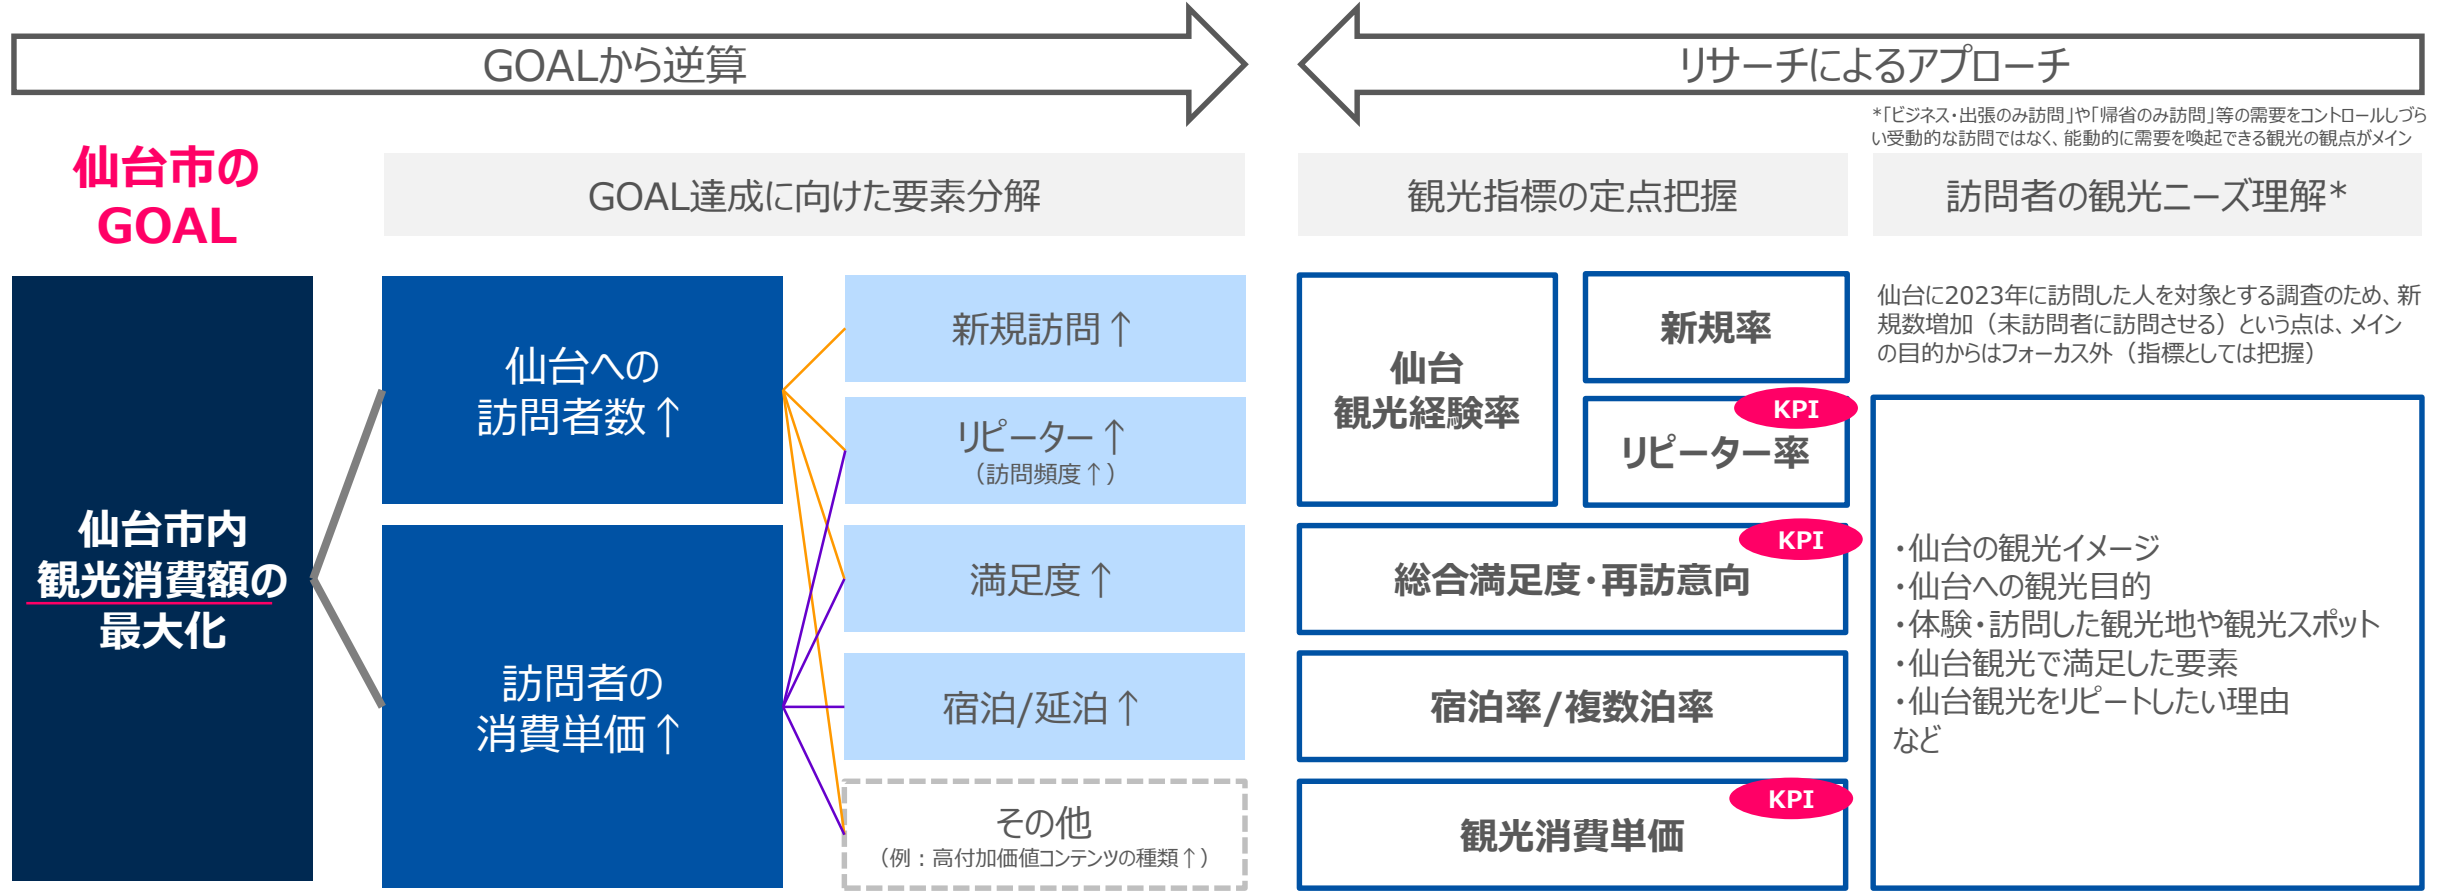 GOALから逆算
リサーチによるアプローチ
*「ビジネス・出張のみ訪問」や「帰省のみ訪問」等の需要をコントロールしづら
い受動的な訪問ではなく、能動的に需要を喚起できる観光の観点がメイン
仙台市の
GOAL
GOAL達成に向けた要素分解
観光指標の定点把握
訪問者の観光ニーズ理解*
仙台市内
観光消費額の
最大化
仙台への
訪問者数↑
訪問者の
消費単価↑
新規訪問↑
リピーター↑
（訪問頻度↑）
満足度↑
宿泊/延泊↑
その他
（例：高付加価値コンテンツの種類↑）
仙台
観光経験率
新規率
KPI
リピーター率
KPI
総合満足度・再訪意向
宿泊率/複数泊率
KPI
観光消費単価
仙台に2023年に訪問した人を対象とする調査のため、新
規数増加（未訪問者に訪問させる）という点は、メイン
の目的からはフォーカス外（指標としては把握）
・仙台の観光イメージ
・仙台への観光目的
・体験・訪問した観光地や観光スポット
・仙台観光で満足した要素
・仙台観光をリピートしたい理由
など